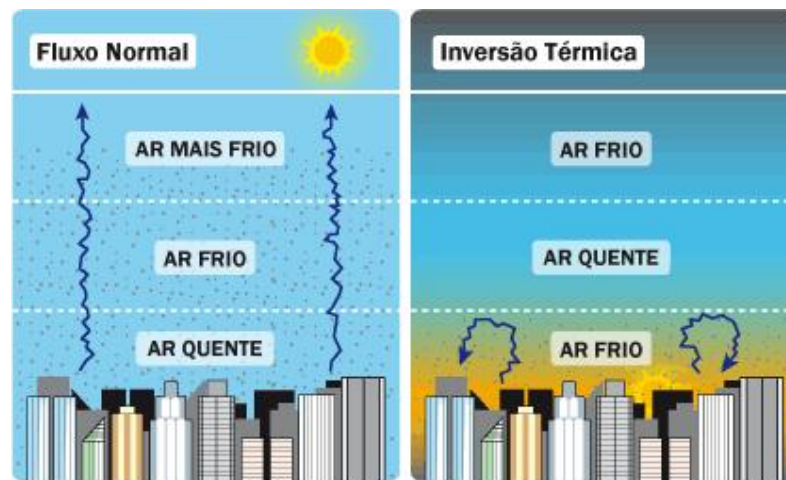 Fluxo Normal
AR MAIS FRIO
AR FRIO
AR QUENTE
Inversão Térmica
AR FRIO
AR QUENTE
AR FRIO